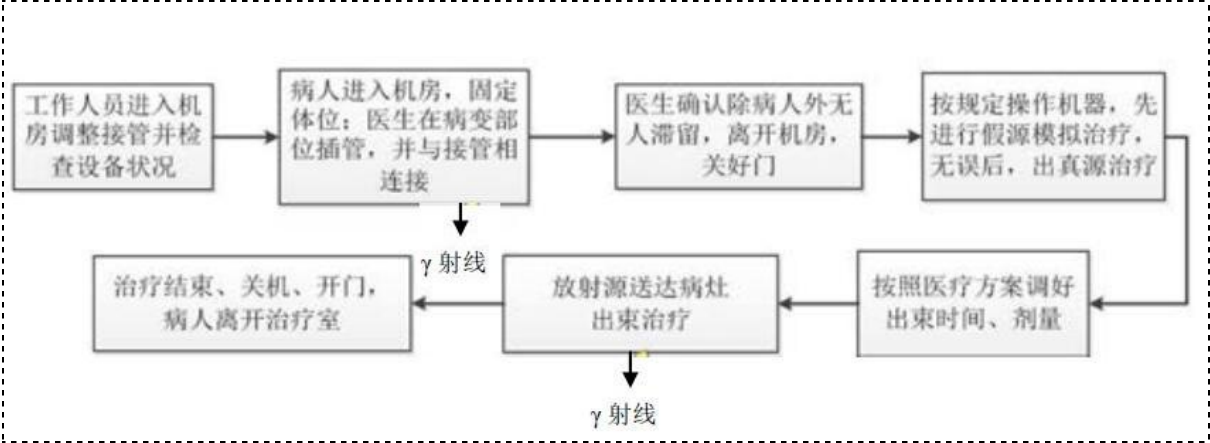 工作人员进入机
房调整接管并检
查设备状况
病人进入机房，固定
体位；医生在病变部
位插管，并与接管相
连接
医生确认除病人外无
人滞留，离开机房，
关好门
按规定操作机器，先
进行假源模拟治疗，
无误后，出真源治疗
γ 射线
按照医疗方案调好
出束时间、剂量
放射源送达病灶
出束治疗
γ 射线
治疗结束、关机、开门，
病人离开治疗室